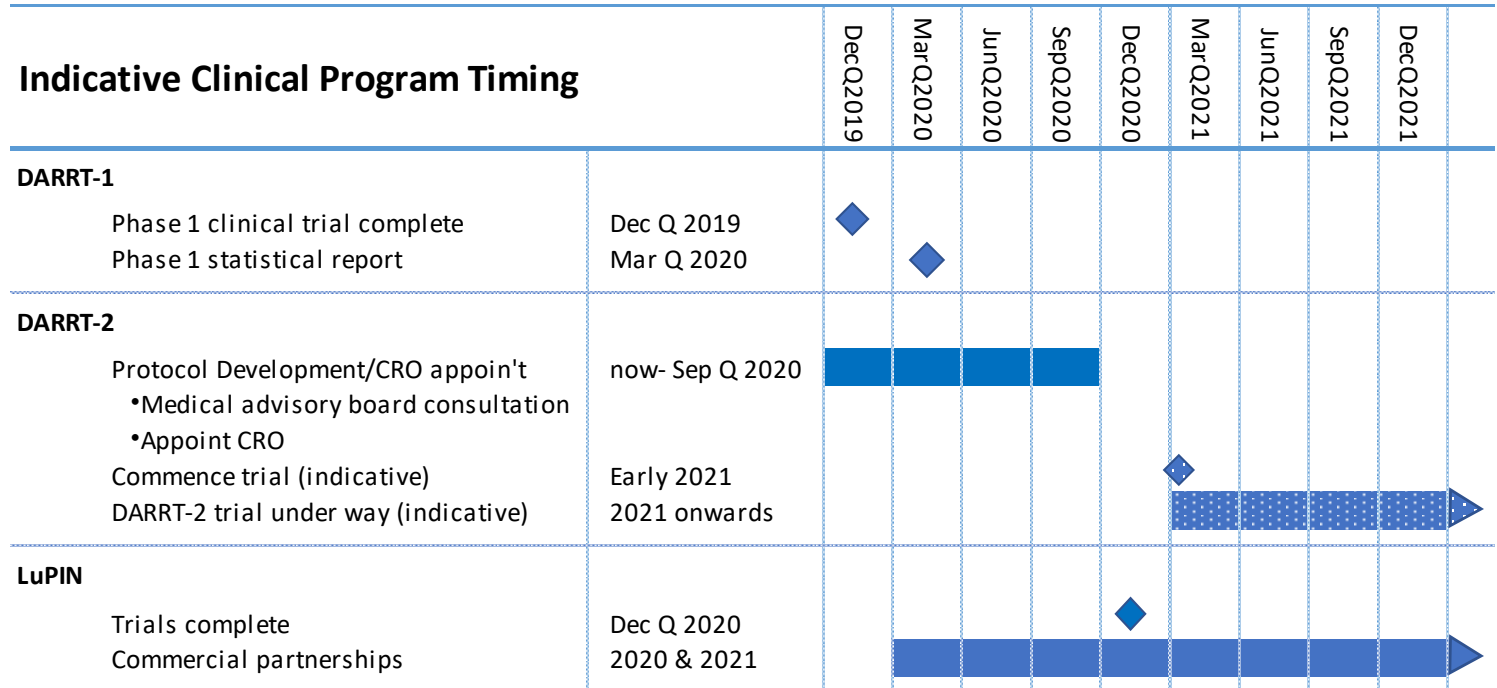 Indicative Clinical Program Timing
DecQ2019
MarQ2020
JunQ2020
SepQ2020
DecQ2020
MarQ2021
JunQ2021
SepQ2021
DecQ2021
DARRT-1
Phase 1 clinical trial complete Dec Q 2019
Phase 1 statistical report Mar Q 2020
DARRT-2
Protocol Development/CRO appoin't now- Sep Q 2020
•Medical advisory board consultation
•Appoint CRO
Commence trial (indicative) Early 2021
DARRT-2 trial under way (indicative) 2021 onwards
LuPIN
Trials complete Dec Q 2020
Commercial partnerships 2020 & 2021